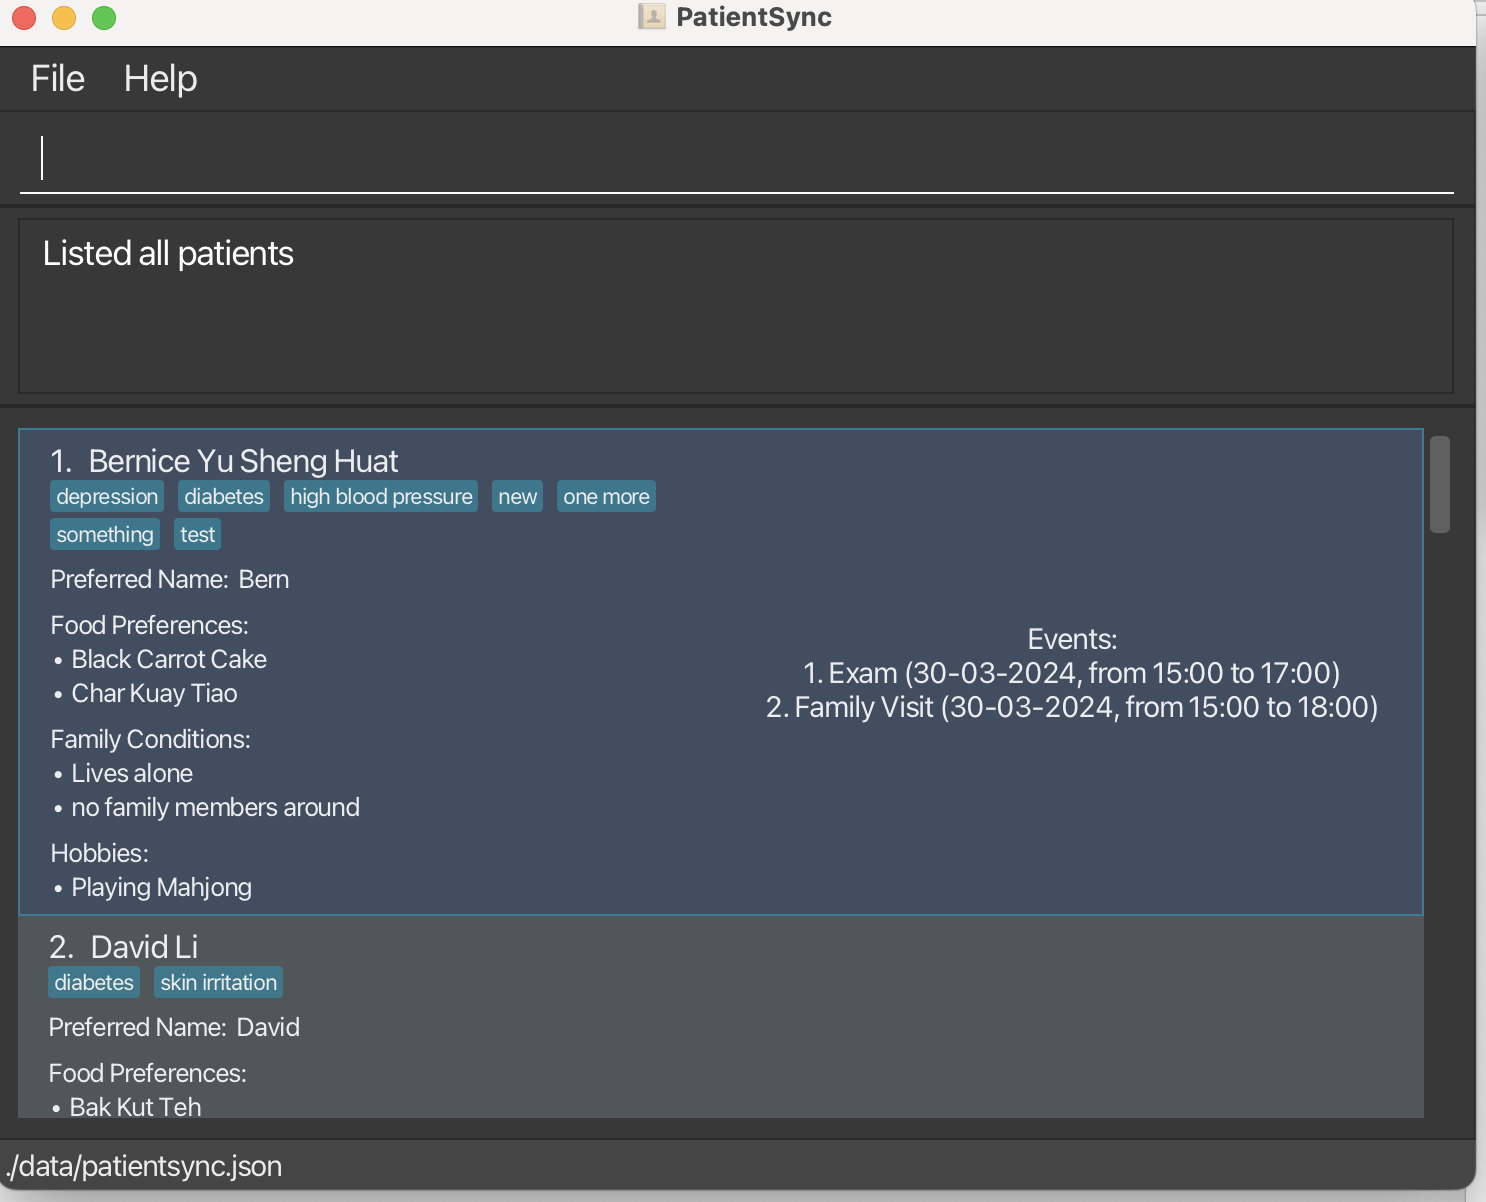 PatientSync
File Help
Listed all patients
1. Bernice Yu Sheng Huat
depression diabetes high blood pressure new one more
something test
Preferred Name: Bern
Food Preferences:
• Black Carrot Cake
• Char Kuay Tiao
Family Conditions:
• Lives alone
• no family members around
Hobbies:
• Playing Mahjong
Events:
1. Exam (30-03-2024, from 15:00 to 17:00)
2. Family Visit (30-03-2024, from 15:00 to 18:00)
2. David Li
diabetes skin irritation
Preferred Name: David
Food Preferences:
• Bak Kut Teh
./data/patientsync.json